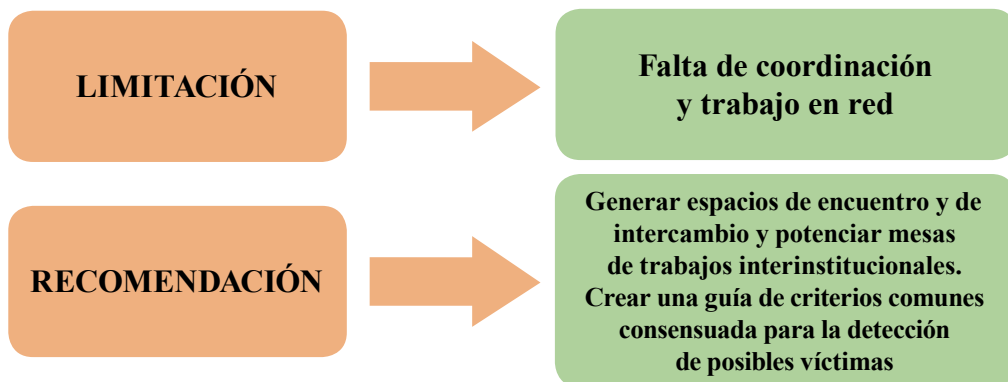 LIMITACIÓN
Falta de coordinación
y trabajo en red
RECOMENDACIÓN
Generar espacios de encuentro y de
intercambio y potenciar mesas
de trabajos interinstitucionales.
Crear una guía de criterios comunes
consensuada para la detección
de posibles víctimas